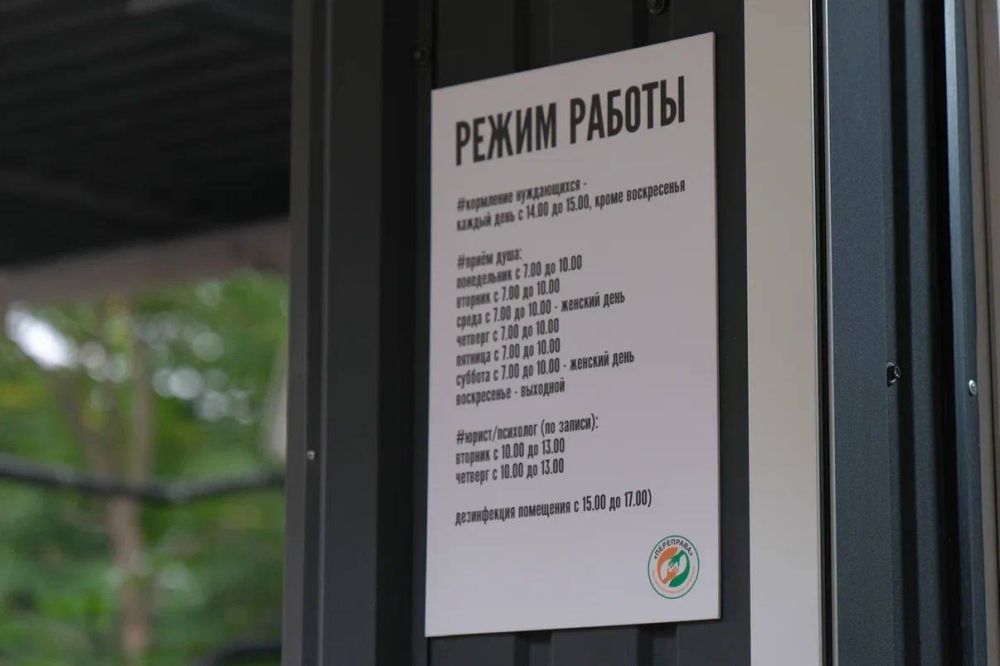 РЕЖИМ РАБОТЫ
#кормление нуждающихся -
каждый день с 14.00 до 15.00, кроме воскресенья
#приём душа:
понедельник с 7.00 до 10.00
вторник с 7.00 до 10.00
среда с 7.00 до 10.00 - женский день
четверг с 7.00 до 10.00
пятница с 7.00 до 10.00
суббота с 7.00 до 10.00 - женский день
воскресенье - выходной
#юрист/психолог (по записи):
вторник с 10.00 до 13.00
четверг с 10.00 до 13.00
дезинфекция помещения с 15.00 до 17.00)
«ПЕРЕПРАВА»